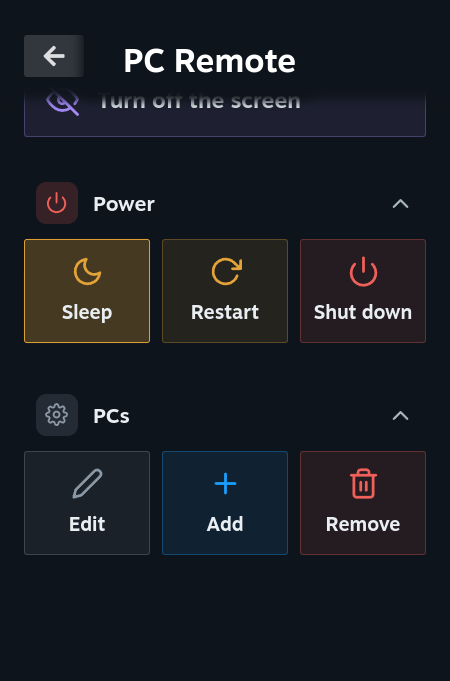 PC Remote
Turn off the screen
Power
Sleep
Restart
Shut down
PCs
Edit
Add
Remove